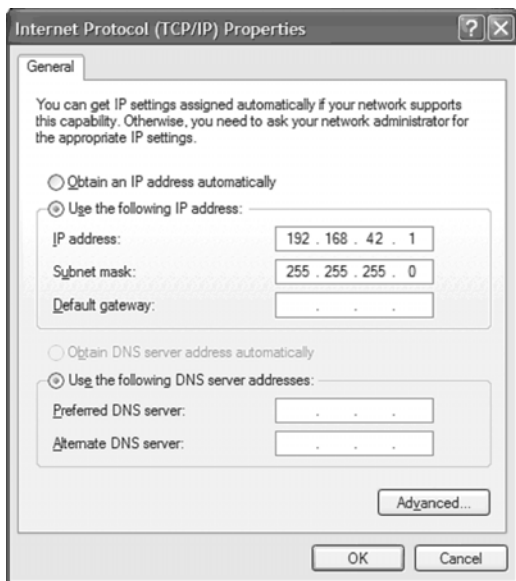 Internet Protocol (TCP/IP) Properties
General
You can get IP settings assigned automatically if your network supports
this capability. Otherwise, you need to ask your network administrator for
the appropriate IP settings.
Obtain an IP address automatically
Use the following IP address:
IP address: 192 . 168 . 42 . 1
Subnet mask: 255 . 255 . 255 . 0
Default gateway: . . .
Obtain DNS server address automatically
Use the following DNS server addresses:
Preferred DNS server: . . .
Alternate DNS server: . . .
Advanced...
OK Cancel